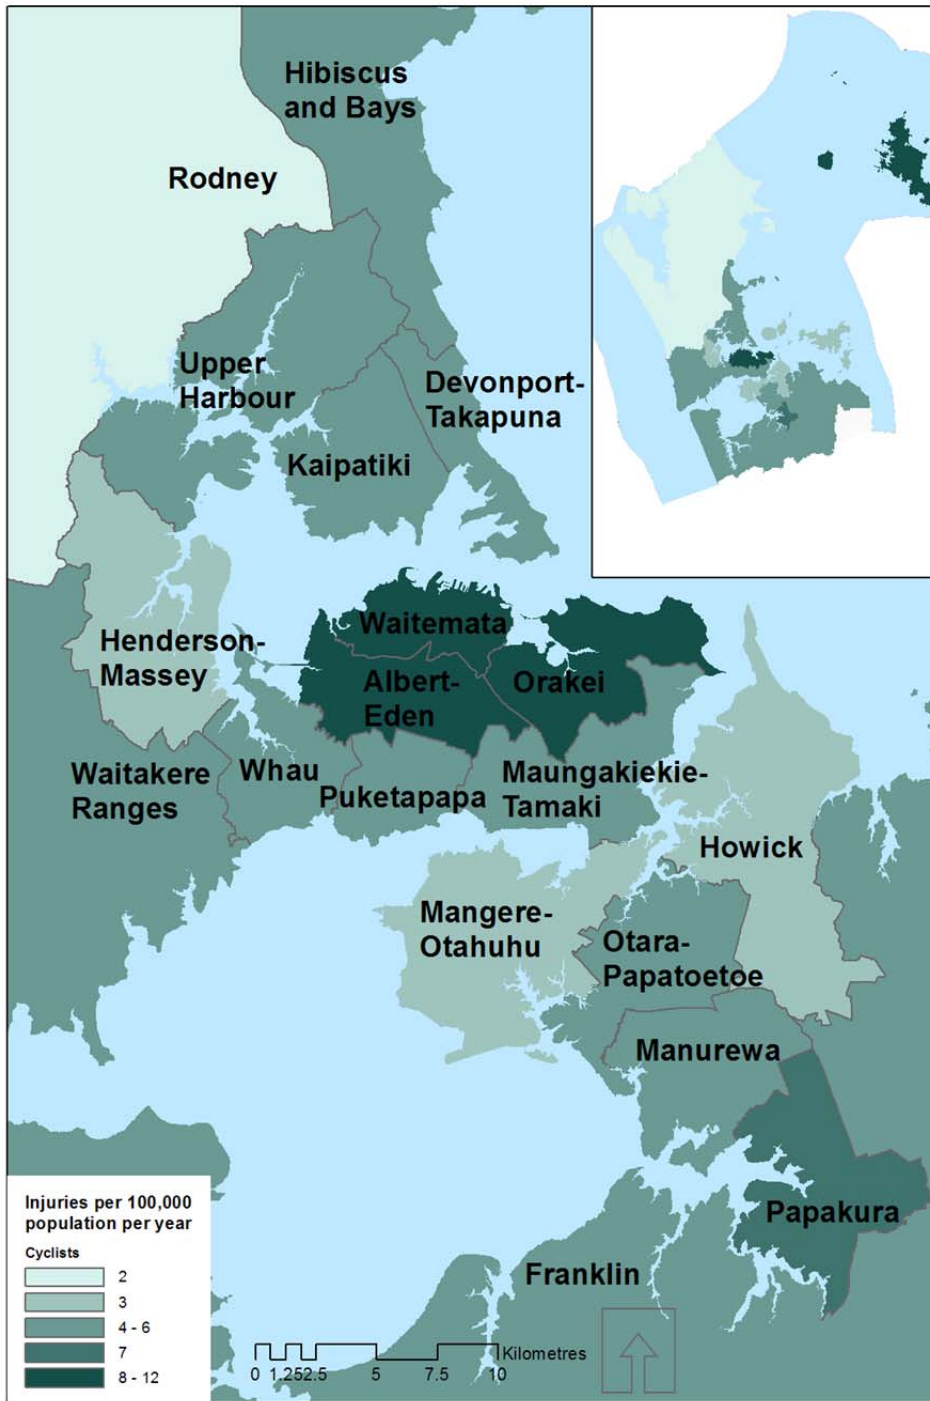 Hibiscus
and Bays
Rodney
Upper
Harbour
Devonport-
Takapuna
Kaipatiki
Waitemata
Henderson-
Massey
Albert-
Eden
Orakei
Waitakere
Ranges
Whau
Puketapapa
Maungakiekie-
Tamaki
Howick
Mangere-
Otahuhu
Otara-
Papatoetoe
Manurewa
Papakura
Franklin
Injuries per 100,000
population per year
Cyclists
2
3
4 - 6
7
8 - 12
Kilometres
0 1.25 2.5 5 7.5 10